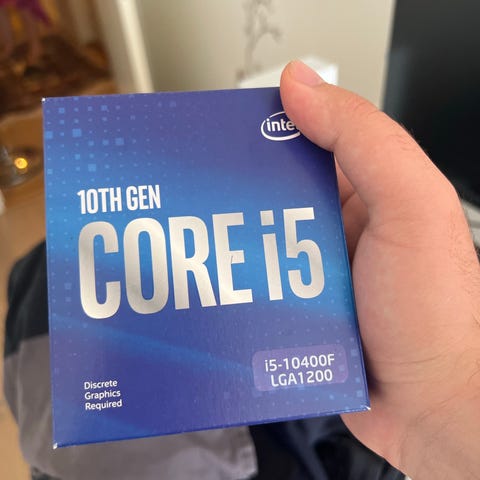 intel
10TH GEN
CORE i5
i5-10400F
LGA1200
Discrete
Graphics
Required